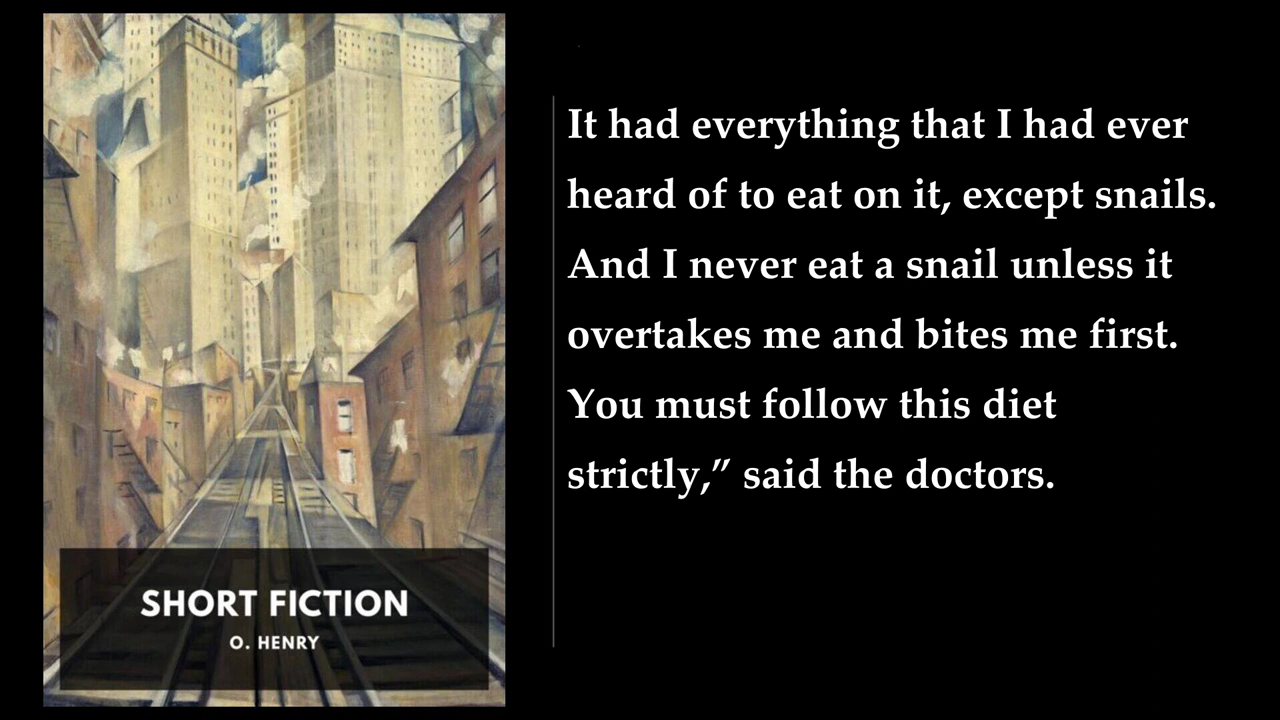 It had everything that I had ever
heard of to eat on it, except snails.
And I never eat a snail unless it
overtakes me and bites me first.
You must follow this diet
strictly,” said the doctors.
SHORT FICTION
O. HENRY